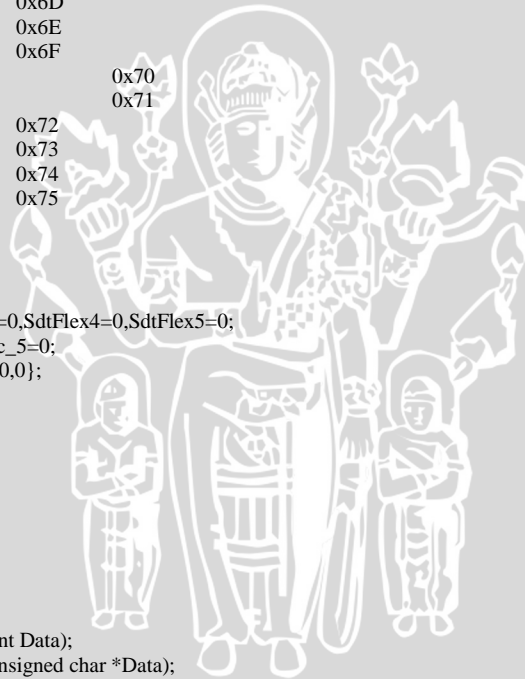 0x6D
0x6E
0x6F
0x70
0x71
0x72
0x73
0x74
0x75
=0,SdtFlex4=0,SdtFlex5=0;
c_5=0;
0,0};
nt Data);
nsigned char *Data);